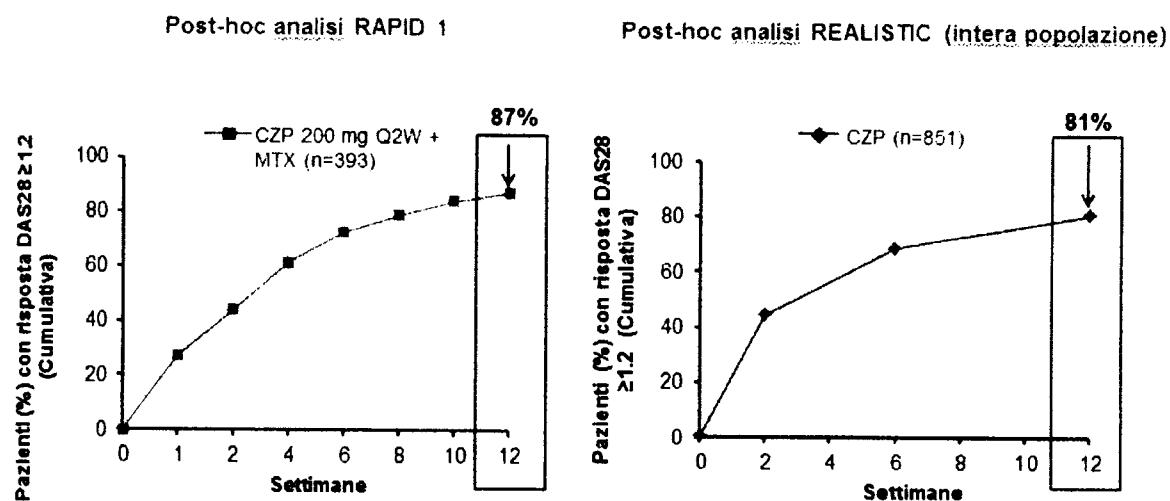 Post-hoc analisi RAPID 1
87%
CZP 200 mg Q2W +
MTX (n=393)
Pazienti (%) con risposta DAS28 ≥1.2
(Cumulativa)
100
80
60
40
20
0
0 1 2 4 6 8 10 12
Settimane
Post-hoc analisi REALISTIC (intera popolazione)
81%
CZP (n=851)
Pazienti (%) con risposta DAS28
≥1.2 (Cumulativa)
100
80
60
40
20
0
0 2 4 6 8 10 12
Settimane